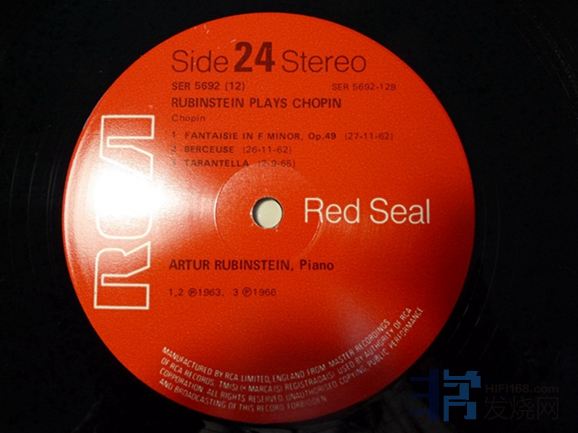 Side 24 Stereo
SER 5692 (12) SER 5692-12B
RUBINSTEIN PLAYS CHOPIN
Chopin
1 FANTAISIE IN F MINOR, Op.49 (27-11-62)
2 BERCEUSE (26-11-62)
3 TARANTELLA (2-9-65)
RCA
Red Seal
ARTUR RUBINSTEIN, Piano
1,2 ℗1963, 3 ℗1966
MANUFACTURED BY RCA LIMITED, ENGLAND FROM MASTER RECORDINGS
OF RCA RECORDS. TMK(S) ® MARCA(S) REGISTRADA(S) USED BY AUTHORITY OF RCA
CORPORATION. ALL RIGHTS RESERVED UNAUTHORISED COPYING, PUBLIC PERFORMANCE
AND BROADCASTING OF THIS RECORD FORBIDDEN
HIFI168.com
发烧网